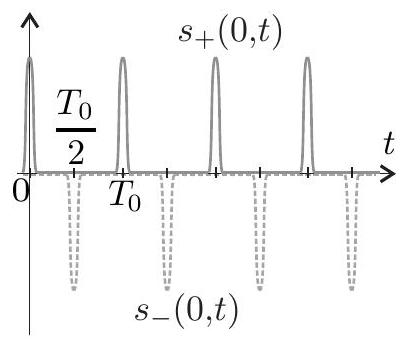 s₊(0,t)
T₀
2
t
0
T₀
s₋(0,t)